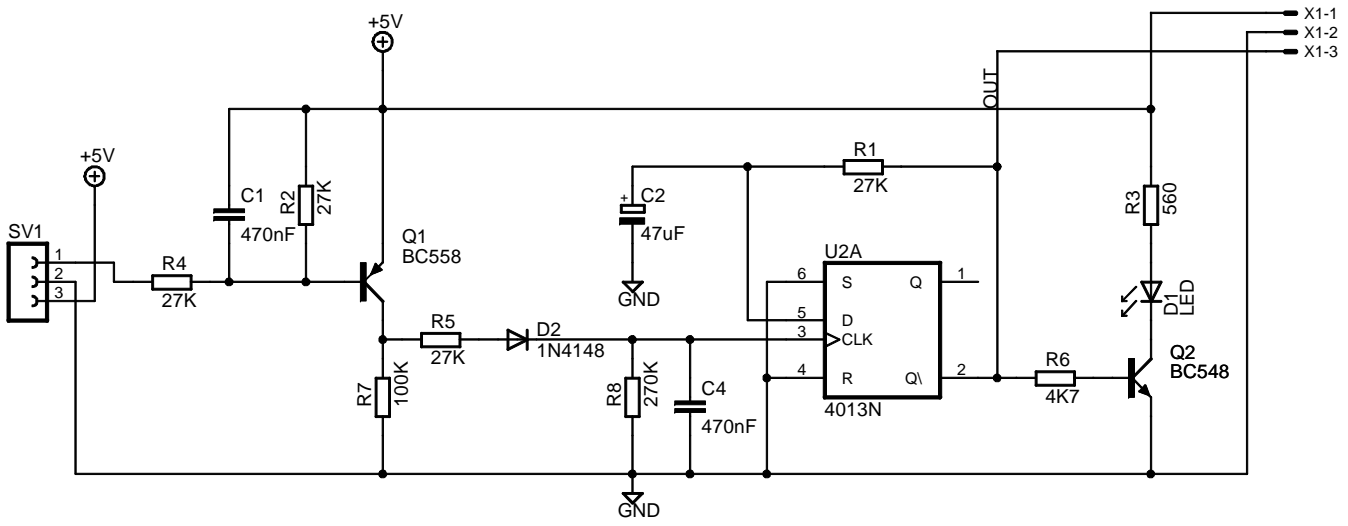 X1-1
X1-2
X1-3
+5V
OUT
+5V
R1
27K
C1
470nF
R2
27K
+
C2
47uF
R3
560
SV1
1
2
3
R4
27K
Q1
BC558
GND
U2A
6
S
Q
1
5
D
3
CLK
4
R
Q\
2
4013N
D1
LED
R5
27K
D2
1N4148
R6
4K7
Q2
BC548
R7
100K
R8
270K
C4
470nF
GND